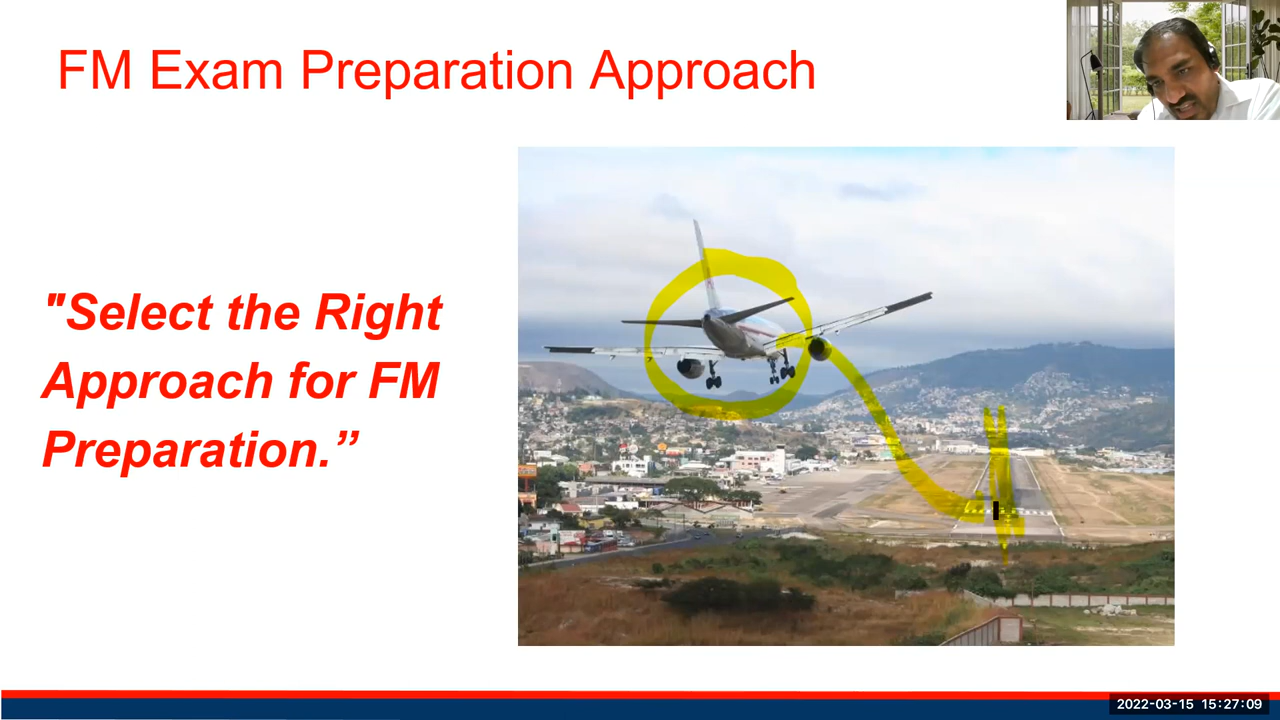 FM Exam Preparation Approach
"Select the Right
Approach for FM
Preparation.”
2022-03-15 15:27:09